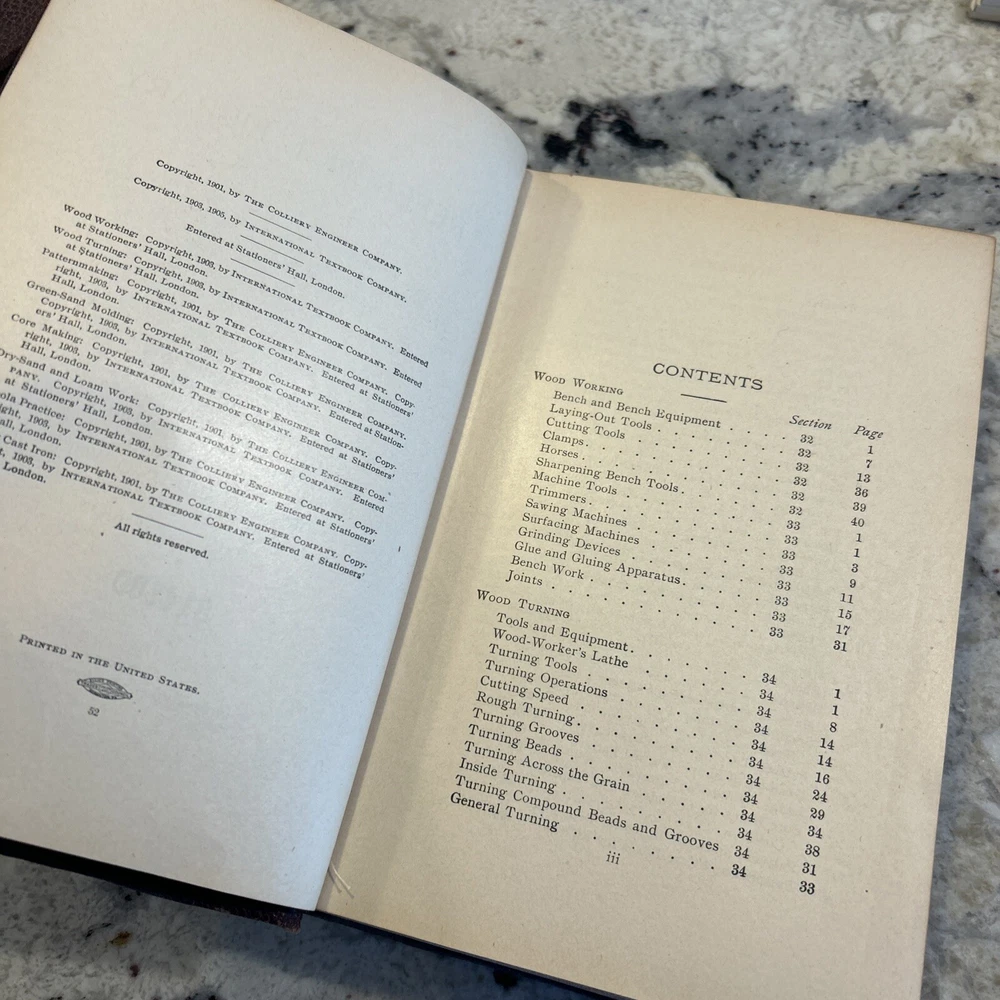 Copyright, 1901, by THE COLLIERY ENGINEER COMPANY.
Copyright, 1903, 1905, by INTERNATIONAL TEXTBOOK COMPANY.
Entered at Stationers' Hall, London.
Wood Working: Copyright, 1903, by INTERNATIONAL TEXTBOOK COMPANY. Entered
at Stationers' Hall, London.
Wood Turning: Copyright, 1903, by INTERNATIONAL TEXTBOOK COMPANY. Entered
at Stationers' Hall, London.
Patternmaking: Copyright, 1901, by THE COLLIERY ENGINEER COMPANY. Copy-
right, 1903, by INTERNATIONAL TEXTBOOK COMPANY. Entered at Stationers'
Hall, London.
Green-Sand Molding: Copyright, 1901, by THE COLLIERY ENGINEER COMPANY.
Copyright, 1903, by INTERNATIONAL TEXTBOOK COMPANY. Entered at Station-
ers' Hall, London.
Core Making: Copyright, 1901, by THE COLLIERY ENGINEER COMPANY. Copy-
right, 1903, by INTERNATIONAL TEXTBOOK COMPANY. Entered at Stationers'
Hall, London.
Dry-Sand and Loam Work: Copyright, 1901, by THE COLLIERY ENGINEER COM-
PANY. Copyright, 1903, by INTERNATIONAL TEXTBOOK COMPANY. Entered
at Stationers' Hall, London.
ola Practice: Copyright, 1901, by THE COLLIERY ENGINEER COMPANY. Copy-
ght, 1903, by INTERNATIONAL TEXTBOOK COMPANY. Entered at Stationers'
all, London.
Cast Iron: Copyright, 1901, by THE COLLIERY ENGINEER COMPANY. Copy-
t, 1903, by INTERNATIONAL TEXTBOOK COMPANY. Entered at Stationers'
London.
All rights reserved.
PRINTED IN THE UNITED STATES.
52
CONTENTS
WOOD WORKING Section Page
Bench and Bench Equipment . . . . 32 1
Laying-Out Tools . . . . . . . 32 7
Cutting Tools . . . . . . . . 32 13
Clamps . . . . . . . . . . 32 36
Horses . . . . . . . . . . 32 39
Sharpening Bench Tools . . . . . 32 40
Machine Tools . . . . . . . . 33 1
Trimmers . . . . . . . . . 33 1
Sawing Machines . . . . . . . 33 3
Surfacing Machines . . . . . . 33 9
Grinding Devices . . . . . . . 33 11
Glue and Gluing Apparatus . . . . 33 15
Bench Work . . . . . . . . 33 17
Joints . . . . . . . . . . 33 31
WOOD TURNING
Tools and Equipment . . . . . . 34 1
Wood-Worker's Lathe . . . . . . 34 1
Turning Tools . . . . . . . . 34 8
Turning Operations . . . . . . 34 14
Cutting Speed . . . . . . . . 34 14
Rough Turning . . . . . . . . 34 16
Turning Grooves . . . . . . . 34 24
Turning Beads . . . . . . . . 34 29
Turning Across the Grain . . . . . 34 34
Inside Turning . . . . . . . . 34 38
Turning Compound Beads and Grooves 34 31
General Turning . . . . . . . 34 33
iii